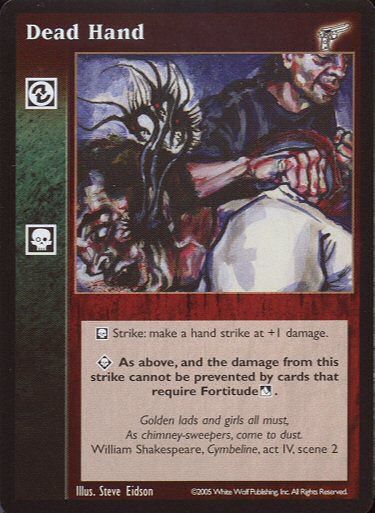 Dead Hand
Strike: make a hand strike at +1 damage.
As above, and the damage from this
strike cannot be prevented by cards that
require Fortitude.
Golden lads and girls all must,
As chimney-sweepers, come to dust.
William Shakespeare, Cymbeline, act IV, scene 2
Illus. Steve Eidson
©2005 White Wolf Publishing, Inc. All Rights Reserved.